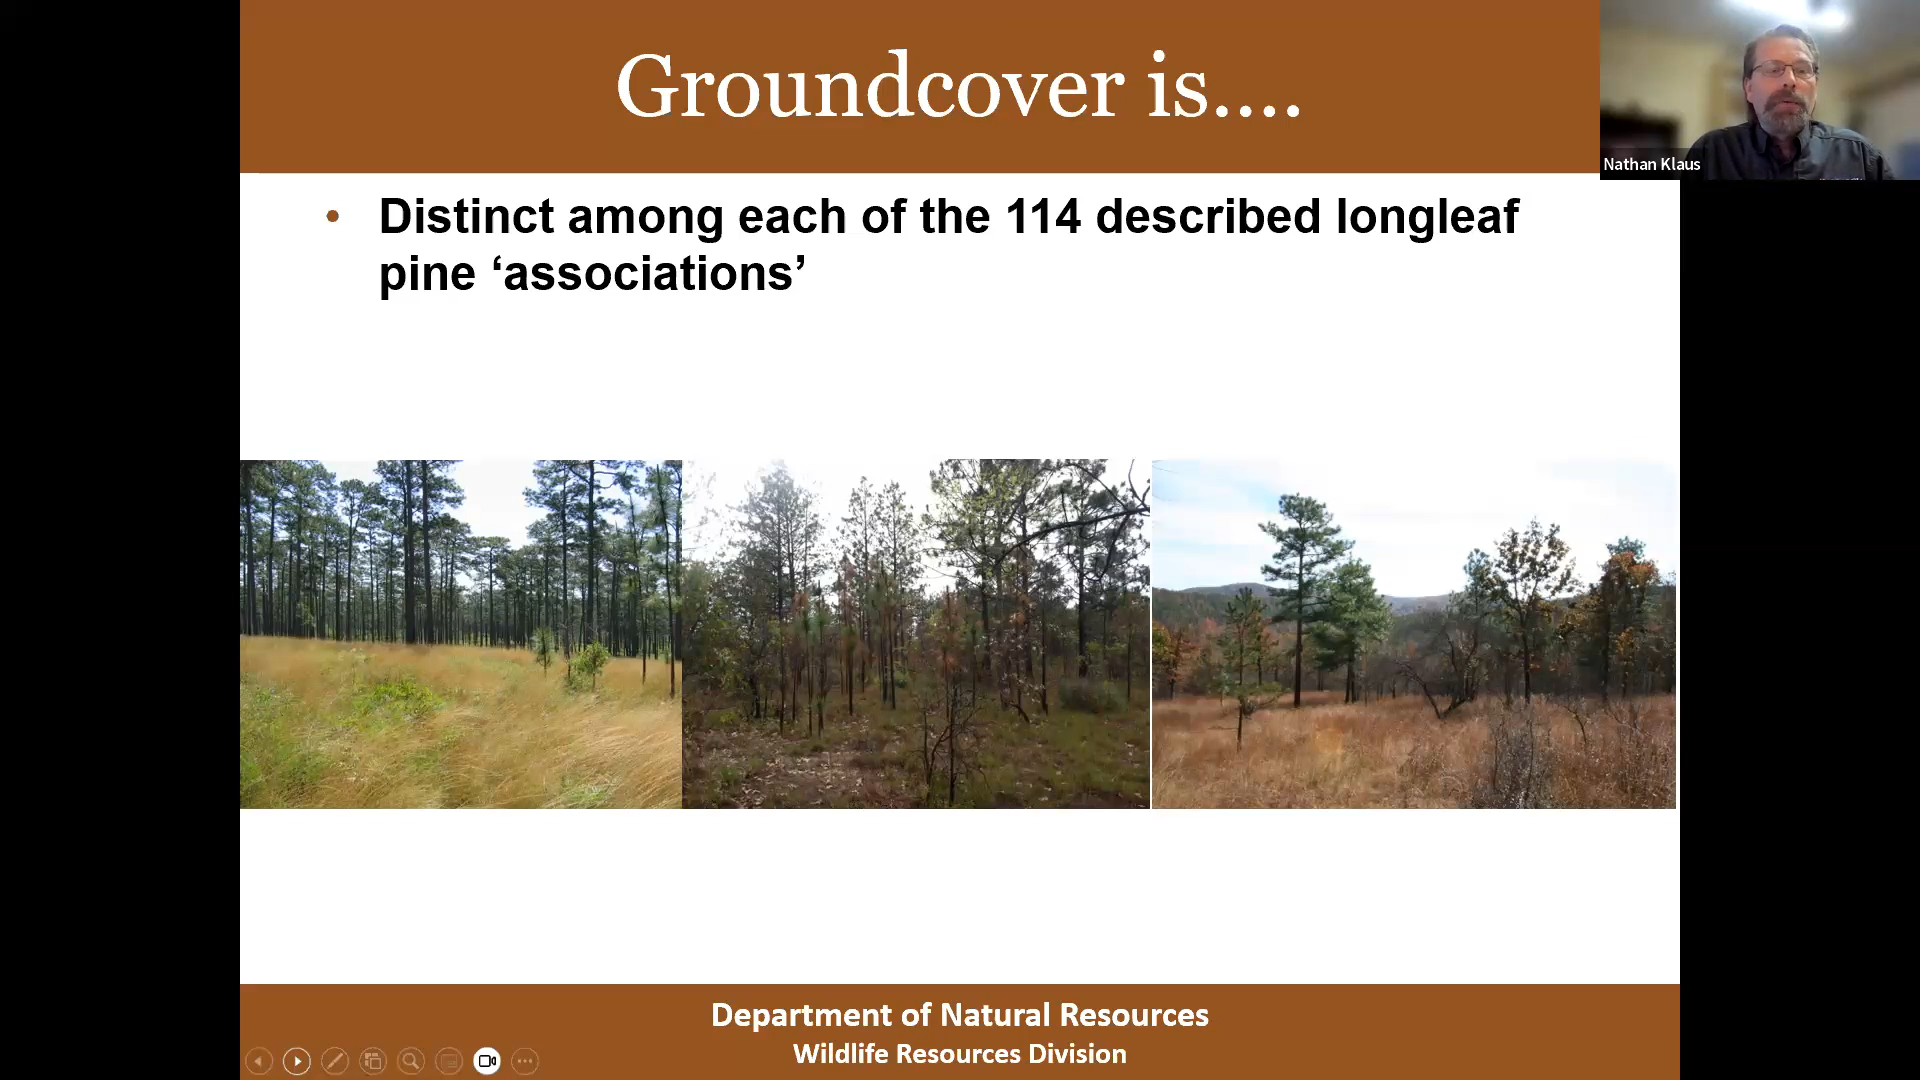 Groundcover is....
Nathan Klaus
• Distinct among each of the 114 described longleaf
pine ‘associations’
Department of Natural Resources
Wildlife Resources Division